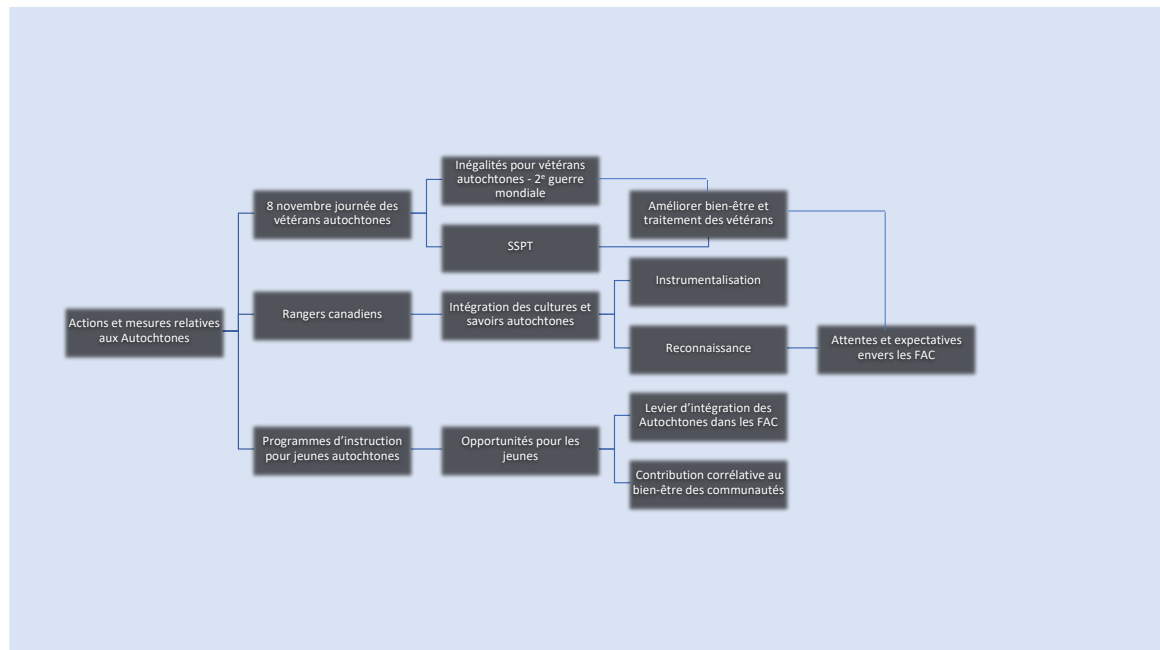 Inégalités pour vétérans
autochtones - 2e guerre
mondiale
8 novembre journée des
vétérans autochtones
Améliorer bien-être et
traitement des vétérans
SSPT
Instrumentalisation
Actions et mesures relatives
aux Autochtones
Rangers canadiens
Intégration des cultures et
savoirs autochtones
Reconnaissance
Attentes et expectatives
envers les FAC
Levier d’intégration des
Autochtones dans les FAC
Programmes d’instruction
pour jeunes autochtones
Opportunités pour les
jeunes
Contribution corrélative au
bien-être des communautés